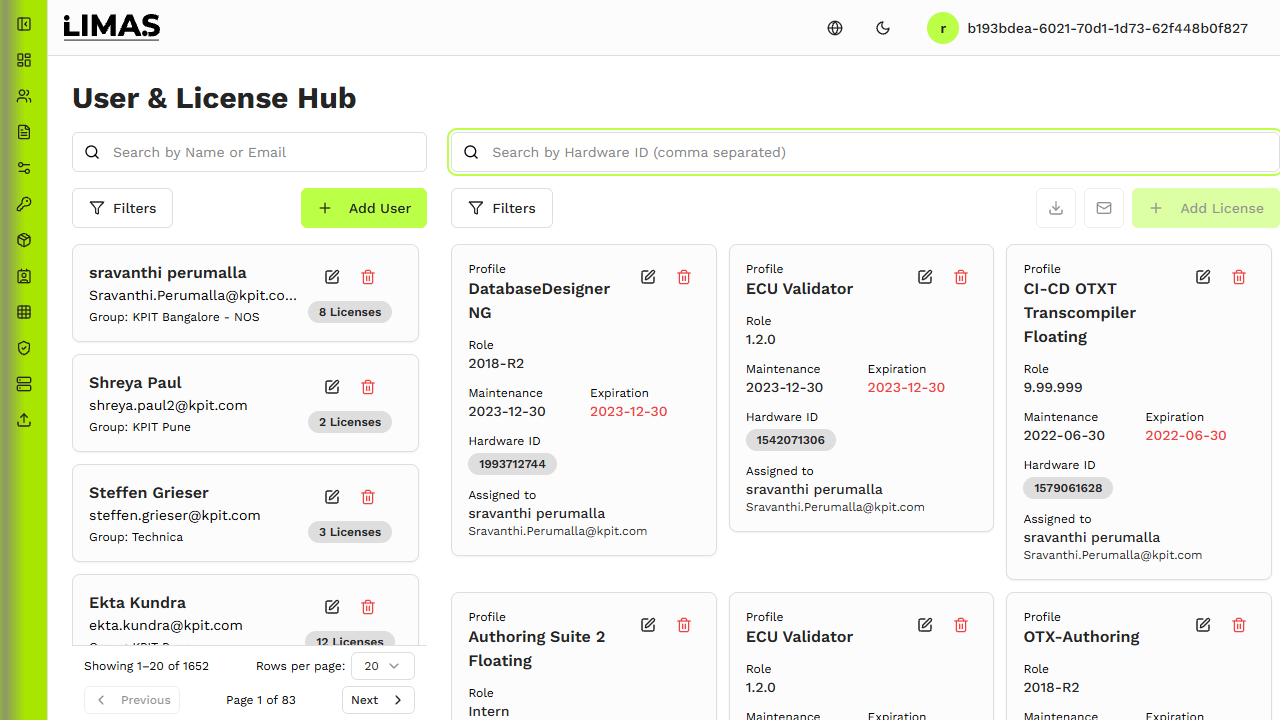 LIMAS
r
b193bdea-6021-70d1-1d73-62f448b0f827
User & License Hub
Search by Name or Email
Search by Hardware ID (comma separated)
Filters
Add User
Filters
Add License
sravanthi perumalla
Sravanthi.Perumalla@kpit.co...
8 Licenses
Group: KPIT Bangalore - NOS
Shreya Paul
shreya.paul2@kpit.com
2 Licenses
Group: KPIT Pune
Steffen Grieser
steffen.grieser@kpit.com
3 Licenses
Group: Technica
Ekta Kundra
ekta.kundra@kpit.com
12 Licenses
Showing 1–20 of 1652
Rows per page:
20
Previous
Page 1 of 83
Next
Profile
DatabaseDesigner
NG
Role
2018-R2
Maintenance
Expiration
2023-12-30
2023-12-30
Hardware ID
1993712744
Assigned to
sravanthi perumalla
Sravanthi.Perumalla@kpit.com
Profile
ECU Validator
Role
1.2.0
Maintenance
Expiration
2023-12-30
2023-12-30
Hardware ID
1542071306
Assigned to
sravanthi perumalla
Sravanthi.Perumalla@kpit.com
Profile
CI-CD OTXT
Transcompiler
Floating
Role
9.99.999
Maintenance
Expiration
2022-06-30
2022-06-30
Hardware ID
1579061628
Assigned to
sravanthi perumalla
Sravanthi.Perumalla@kpit.com
Profile
Authoring Suite 2
Floating
Role
Intern
Profile
ECU Validator
Role
1.2.0
Maintenance
Expiration
Profile
OTX-Authoring
Role
2018-R2
Maintenance
Expiration